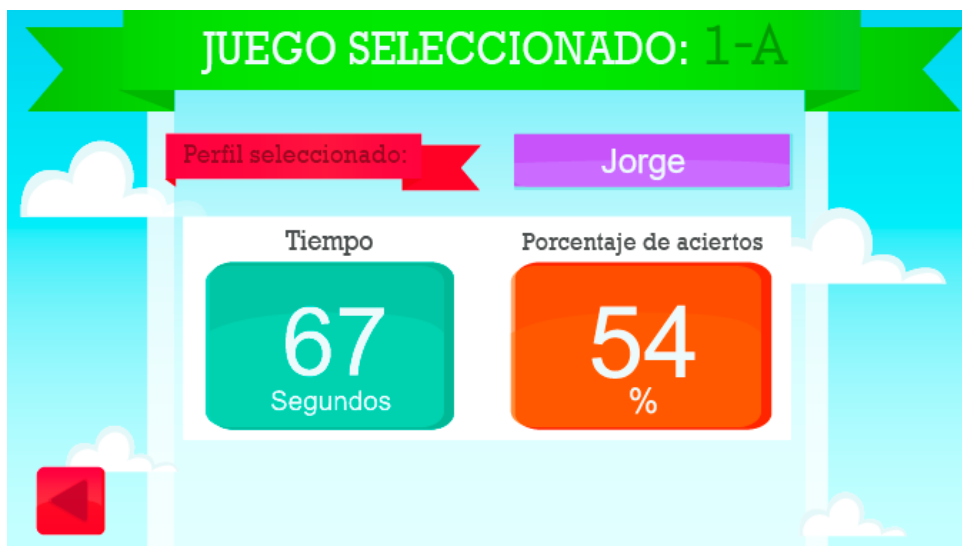 JUEGO SELECCIONADO: 1-A
Perfil seleccionado:
Jorge
Tiempo
Porcentaje de aciertos
67
Segundos
54
%